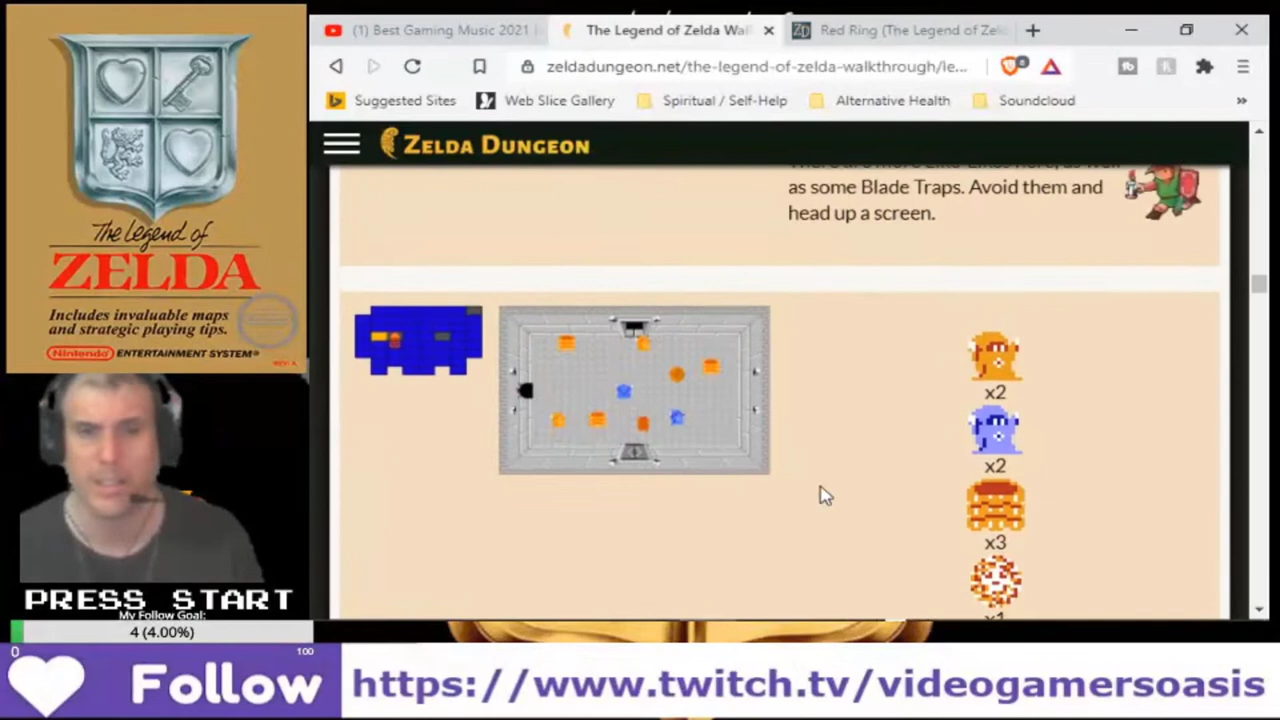 (1) Best Gaming Music 2021
The Legend of Zelda Wal
Red Ring (The Legend of Zel
zeldadungeon.net/the-legend-of-zelda-walkthrough/le...
Suggested Sites
Web Slice Gallery
Spiritual / Self-Help
Alternative Health
Soundcloud
»
ZELDA DUNGEON
as some Blade Traps. Avoid them and
head up a screen.
x2
x2
x3
The Legend of
ZELDA
Includes invaluable maps
and strategic playing tips.
Nintendo ENTERTAINMENT SYSTEM
PRESS START
My Follow Goal:
4 (4.00%)
0
100
Follow
https://www.twitch.tv/videogamersoasis